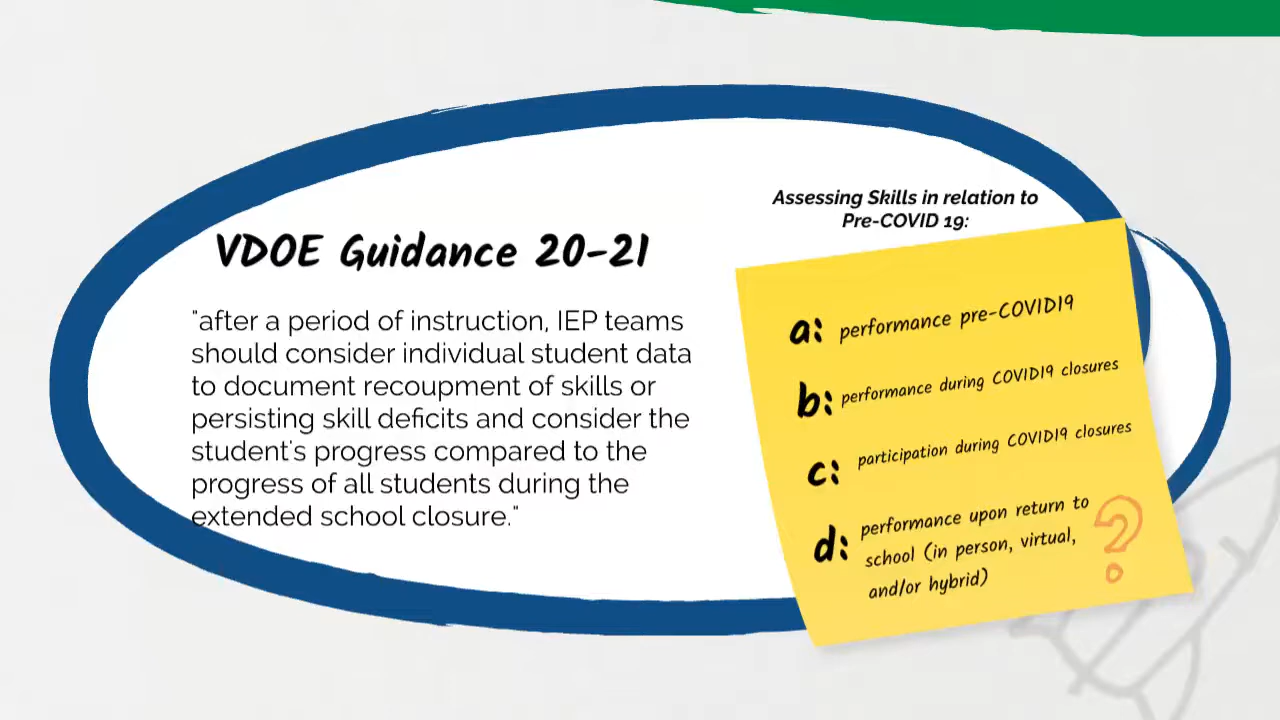 VDOE Guidance 20-21
"after a period of instruction, IEP teams
should consider individual student data
to document recoupment of skills or
persisting skill deficits and consider the
student's progress compared to the
progress of all students during the
extended school closure."
Assessing Skills in relation to
Pre-COVID 19:
a: performance pre-COVID19
b: performance during COVID19 closures
c: participation during COVID19 closures
d: performance upon return to
school (in person, virtual,
and/or hybrid)
?